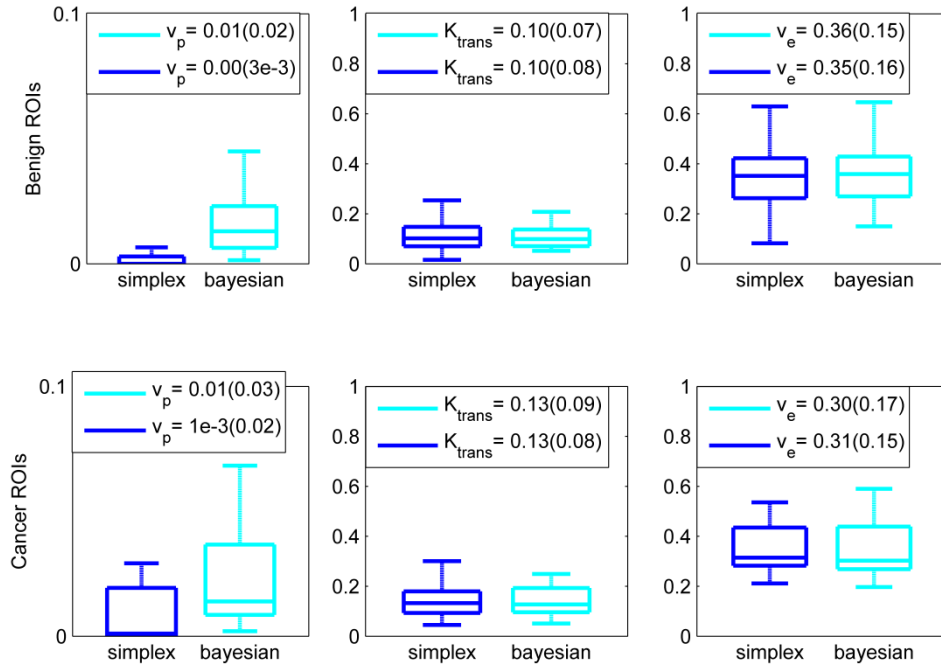 Benign ROIs
0.1
0
v_p = 0.01(0.02)
v_p = 0.00(3e-3)
simplex bayesian
1
0.8
0.6
0.4
0.2
0
K_trans = 0.10(0.07)
K_trans = 0.10(0.08)
simplex bayesian
1
0.8
0.6
0.4
0.2
0
v_e = 0.36(0.15)
v_e = 0.35(0.16)
simplex bayesian
Cancer ROIs
0.1
0
v_p = 0.01(0.03)
v_p = 1e-3(0.02)
simplex bayesian
1
0.8
0.6
0.4
0.2
0
K_trans = 0.13(0.09)
K_trans = 0.13(0.08)
simplex bayesian
1
0.8
0.6
0.4
0.2
0
v_e = 0.30(0.17)
v_e = 0.31(0.15)
simplex bayesian